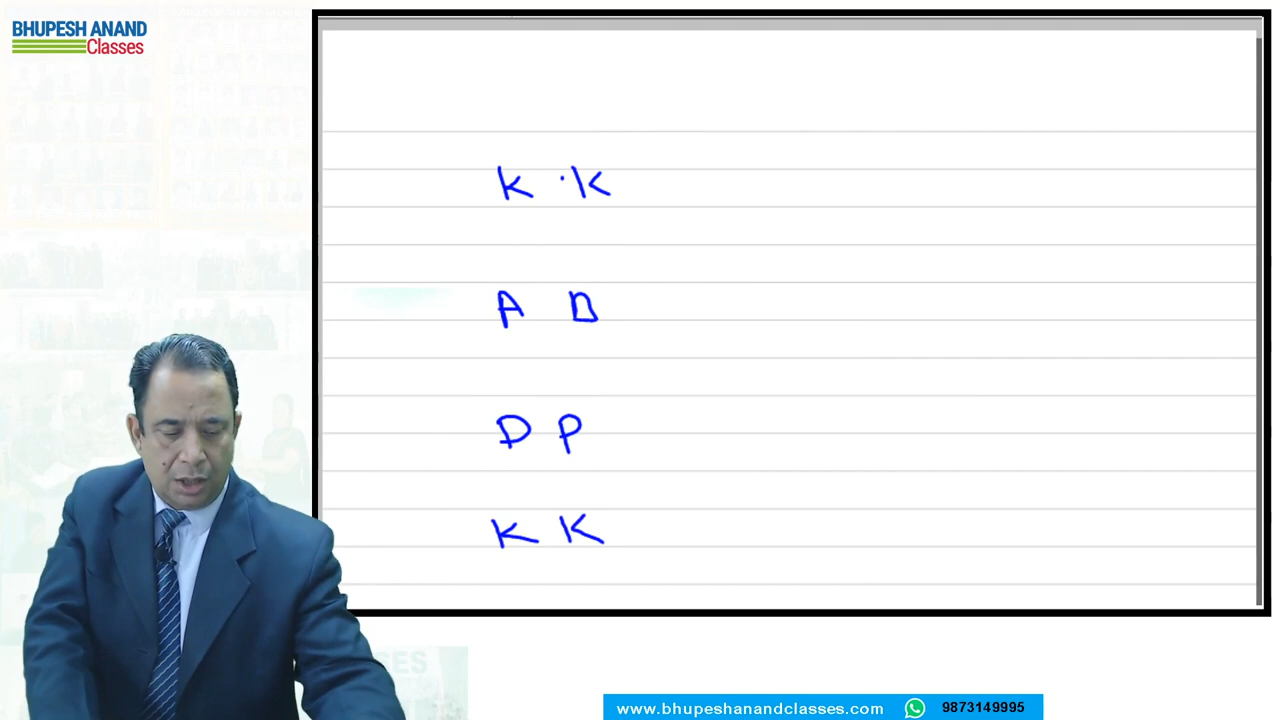 BHUPESH ANAND
Classes
K K
A B
D P
K K
www.bhupeshanandclasses.com 9873149995